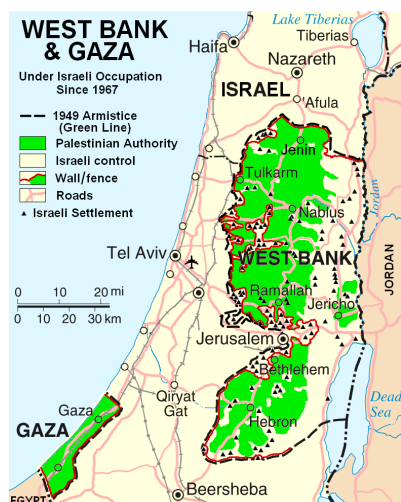 WEST BANK
& GAZA
Under Israeli Occupation
Since 1967
1949 Armistice
(Green Line)
Palestinian Authority
Israeli control
Wall/fence
Roads
Israeli Settlement
Lake Tiberias
Tiberias
Haifa
Nazareth
ISRAEL
'Afula
Jenin
Tulkarm
Nablus
Jordan
Tel Aviv
WEST BANK
JORDAN
0 10 20 mi
0 10 20 30 km
Ramallah
Jericho
Jerusalem
Bethlehem
Qiryat
Gat
Dead
Sea
Gaza
GAZA
Hebron
Beersheba
EGYPT